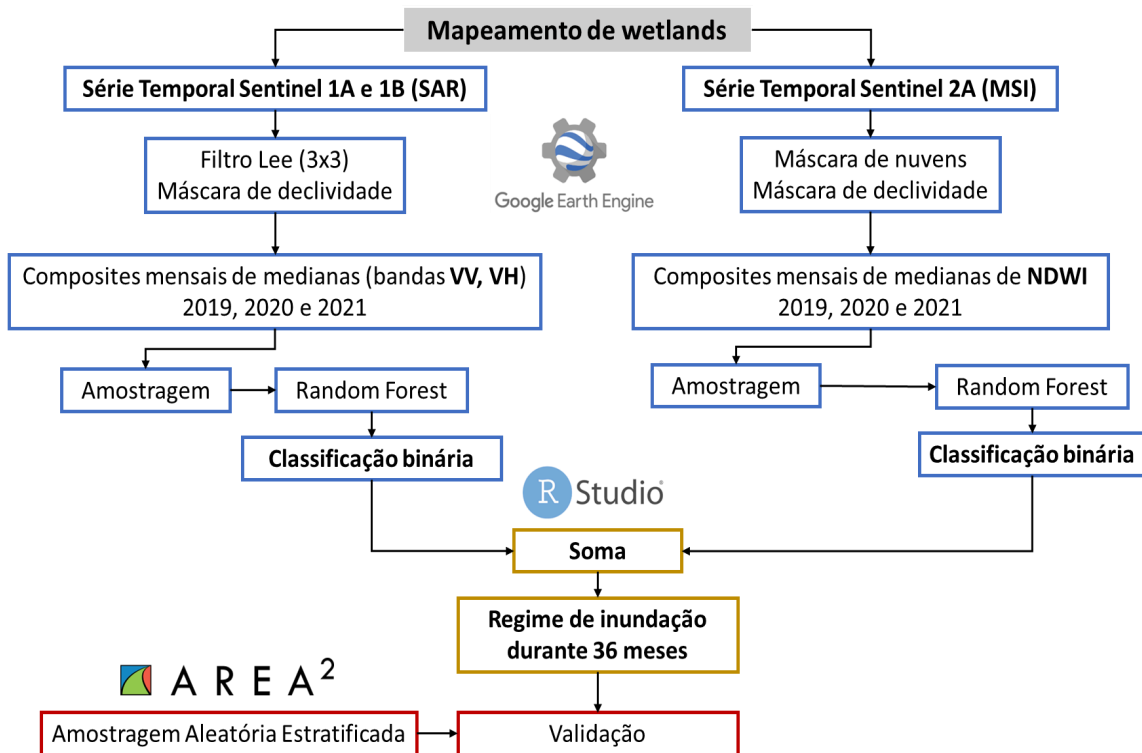 Mapeamento de wetlands
Série Temporal Sentinel 1A e 1B (SAR)
Série Temporal Sentinel 2A (MSI)
Filtro Lee (3x3)
Máscara de declividade
Google Earth Engine
Máscara de nuvens
Máscara de declividade
Composites mensais de medianas (bandas VV, VH)
2019, 2020 e 2021
Composites mensais de medianas de NDWI
2019, 2020 e 2021
Amostragem
Random Forest
Amostragem
Random Forest
Classificação binária
Classificação binária
R Studio®
Soma
Regime de inundação
durante 36 meses
AREA²
Amostragem Aleatória Estratificada
Validação